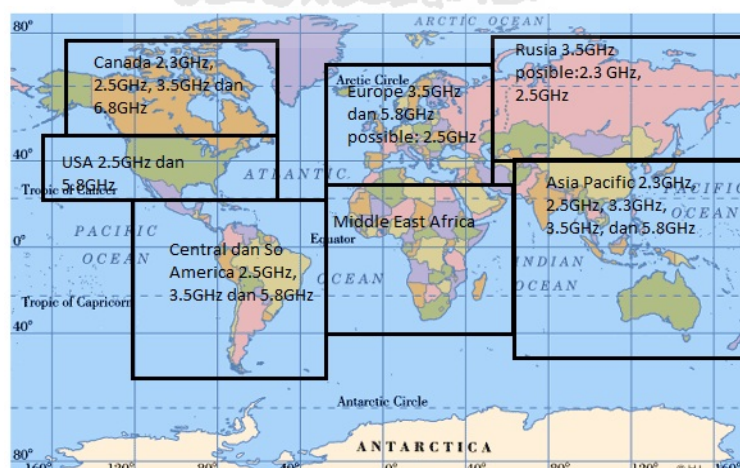 ARCTIC OCEAN
80°
Canada 2.3GHz,
2.5GHz, 3.5GHz dan
6.8GHz
Arctic Circle
Europe 3.5GHz
dan 5.8GHz
possible: 2.5GHz
Rusia 3.5GHz
posible:2.3 GHz,
2.5GHz
40°
USA 2.5GHz dan
5.8GHz
ATLANTIC
Tropic of Cancer
Asia Pacific 2.3GHz,
2.5GHz, 3.3GHz,
3.5GHz, dan 5.8GHz
PACIFIC
OCEAN
Middle East Africa
0°
PACIFIC
OCEAN
Equator
Central dan So
America 2.5GHz,
3.5GHz dan 5.8GHz
OCEAN
INDIAN
OCEAN
Tropic of Capricorn
40°
Antarctic Circle
ANTARCTICA
80°
160° 120° 80° 40° 0° 40° 80° 120° 160°